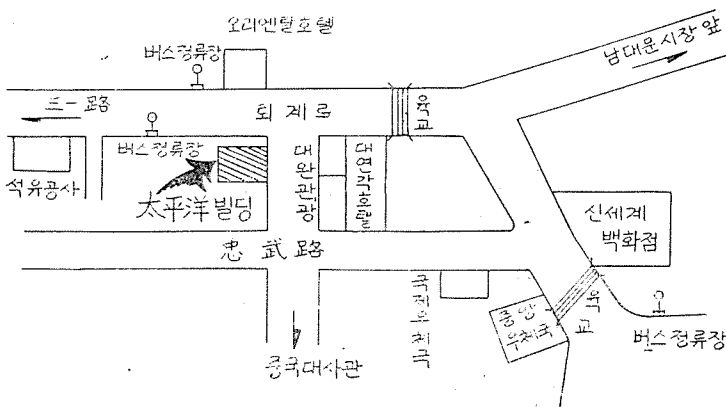 오리엔탈호텔
버스정류장
남대문시장 앞
三一路
퇴계로
육교
버스정류장
석유공사
太平洋빌딩
대완관광
대연각호텔
신세계
백화점
忠武路
국제우체국
중앙
우체국
육교
버스정류장
중국대사관